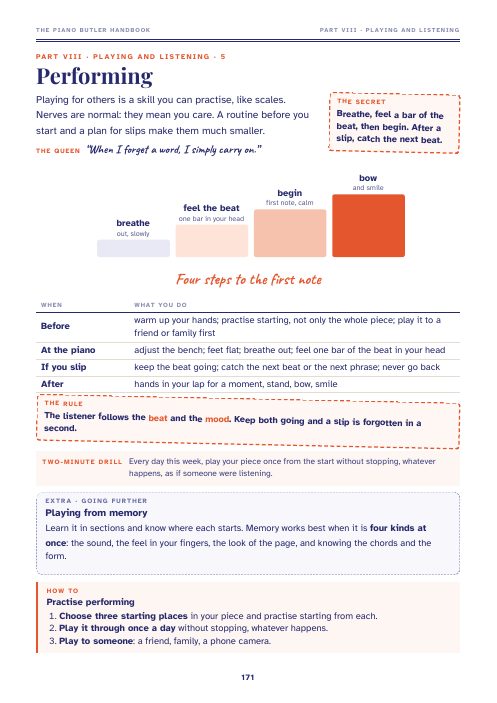 THE PIANO BUTLER HANDBOOK
PART VIII · PLAYING AND LISTENING
PART VIII · PLAYING AND LISTENING · 5
Performing
Playing for others is a skill you can practise, like scales.
Nerves are normal: they mean you care. A routine before you
start and a plan for slips make them much smaller.
THE QUEEN "When I forget a word, I simply carry on."
THE SECRET
Breathe, feel a bar of the
beat, then begin. After a
slip, catch the next beat.
breathe
out, slowly
feel the beat
one bar in your head
begin
first note, calm
bow
and smile
Four steps to the first note
WHEN WHAT YOU DO
Before warm up your hands; practise starting, not only the whole piece; play it to a
friend or family first
At the piano adjust the bench; feet flat; breathe out; feel one bar of the beat in your head
If you slip keep the beat going; catch the next beat or the next phrase; never go back
After hands in your lap for a moment, stand, bow, smile
THE RULE
The listener follows the beat and the mood. Keep both going and a slip is forgotten in a
second.
TWO-MINUTE DRILL Every day this week, play your piece once from the start without stopping, whatever
happens, as if someone were listening.
EXTRA · GOING FURTHER
Playing from memory
Learn it in sections and know where each starts. Memory works best when it is four kinds at
once: the sound, the feel in your fingers, the look of the page, and knowing the chords and the
form.
HOW TO
Practise performing
1. Choose three starting places in your piece and practise starting from each.
2. Play it through once a day without stopping, whatever happens.
3. Play to someone: a friend, family, a phone camera.
171